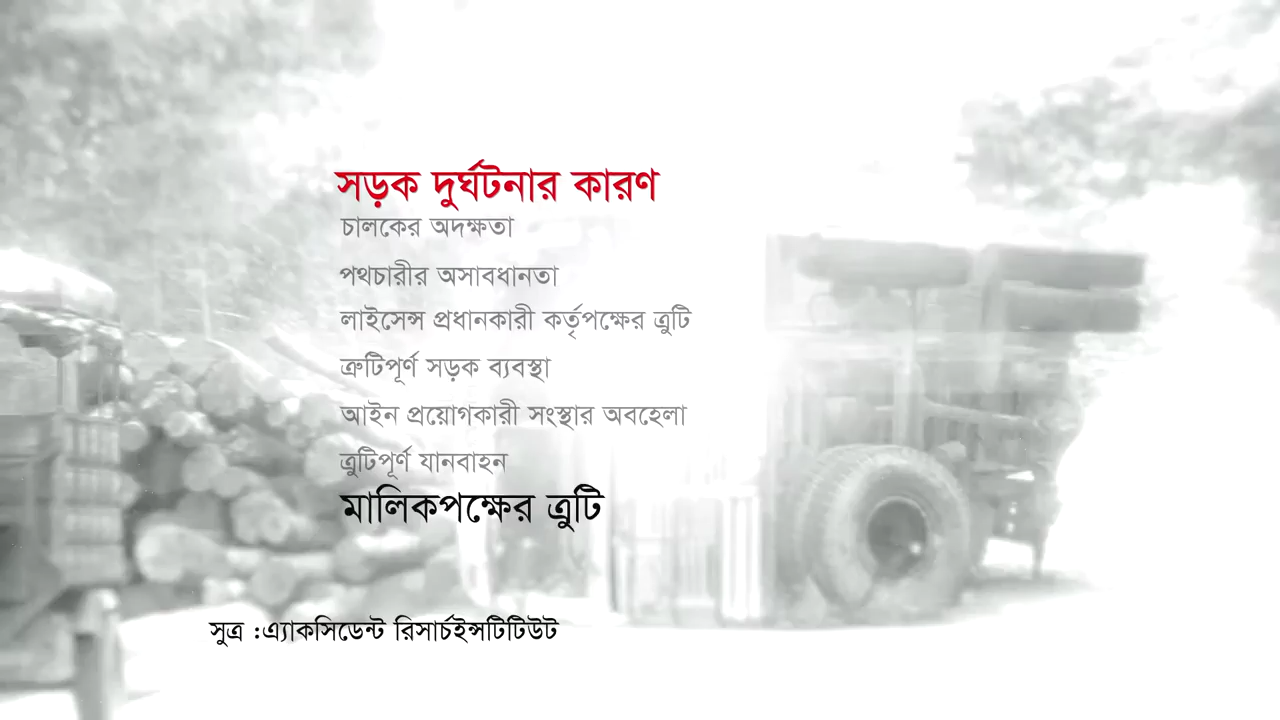 সড়ক দুর্ঘটনার কারণ
চালকের অদক্ষতা
পথচারীর অসাবধানতা
লাইসেন্স প্রধানকারী কর্তৃপক্ষের ত্রুটি
ত্রুটিপূর্ণ সড়ক ব্যবস্থা
আইন প্রয়োগকারী সংস্থার অবহেলা
ত্রুটিপূর্ণ যানবাহন
মালিকপক্ষের ত্রুটি
সুত্র :এ্যাকসিডেন্ট রিসার্চইন্সটিটিউট